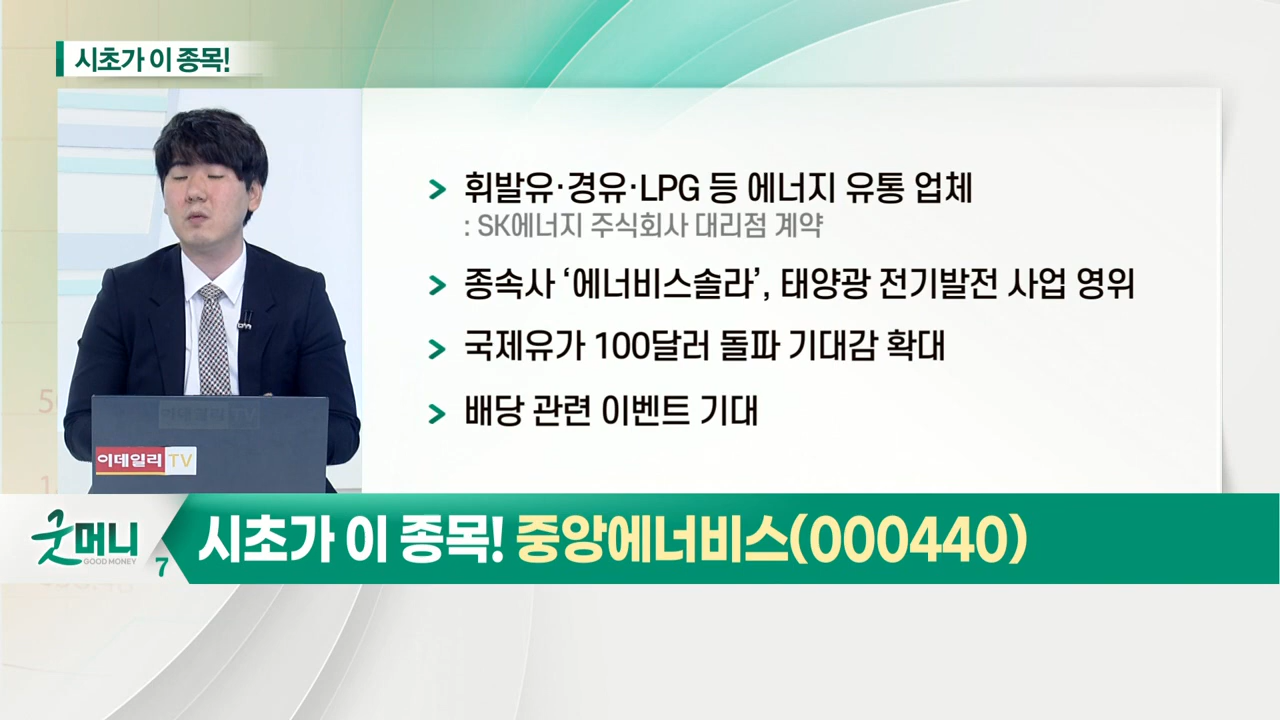 시초가 이 종목!
휘발유·경유·LPG 등 에너지 유통 업체
: SK에너지 주식회사 대리점 계약
종속사 ‘에너비스솔라’, 태양광 전기발전 사업 영위
국제유가 100달러 돌파 기대감 확대
배당 관련 이벤트 기대
이데일리 TV
굿머니
GOOD MONEY
7
시초가 이 종목! 중앙에너비스(000440)